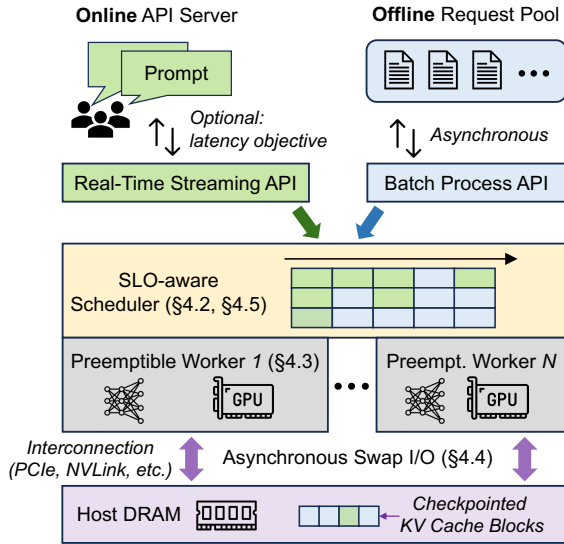 Online API Server
Offline Request Pool
Prompt
Optional:
latency objective
Asynchronous
Real-Time Streaming API
Batch Process API
SLO-aware
Scheduler (§4.2, §4.5)
Preemptible Worker 1 (§4.3)
Preempt. Worker N
GPU
GPU
Interconnection
(PCIe, NVLink, etc.)
Asynchronous Swap I/O (§4.4)
Host DRAM
Checkpointed
KV Cache Blocks